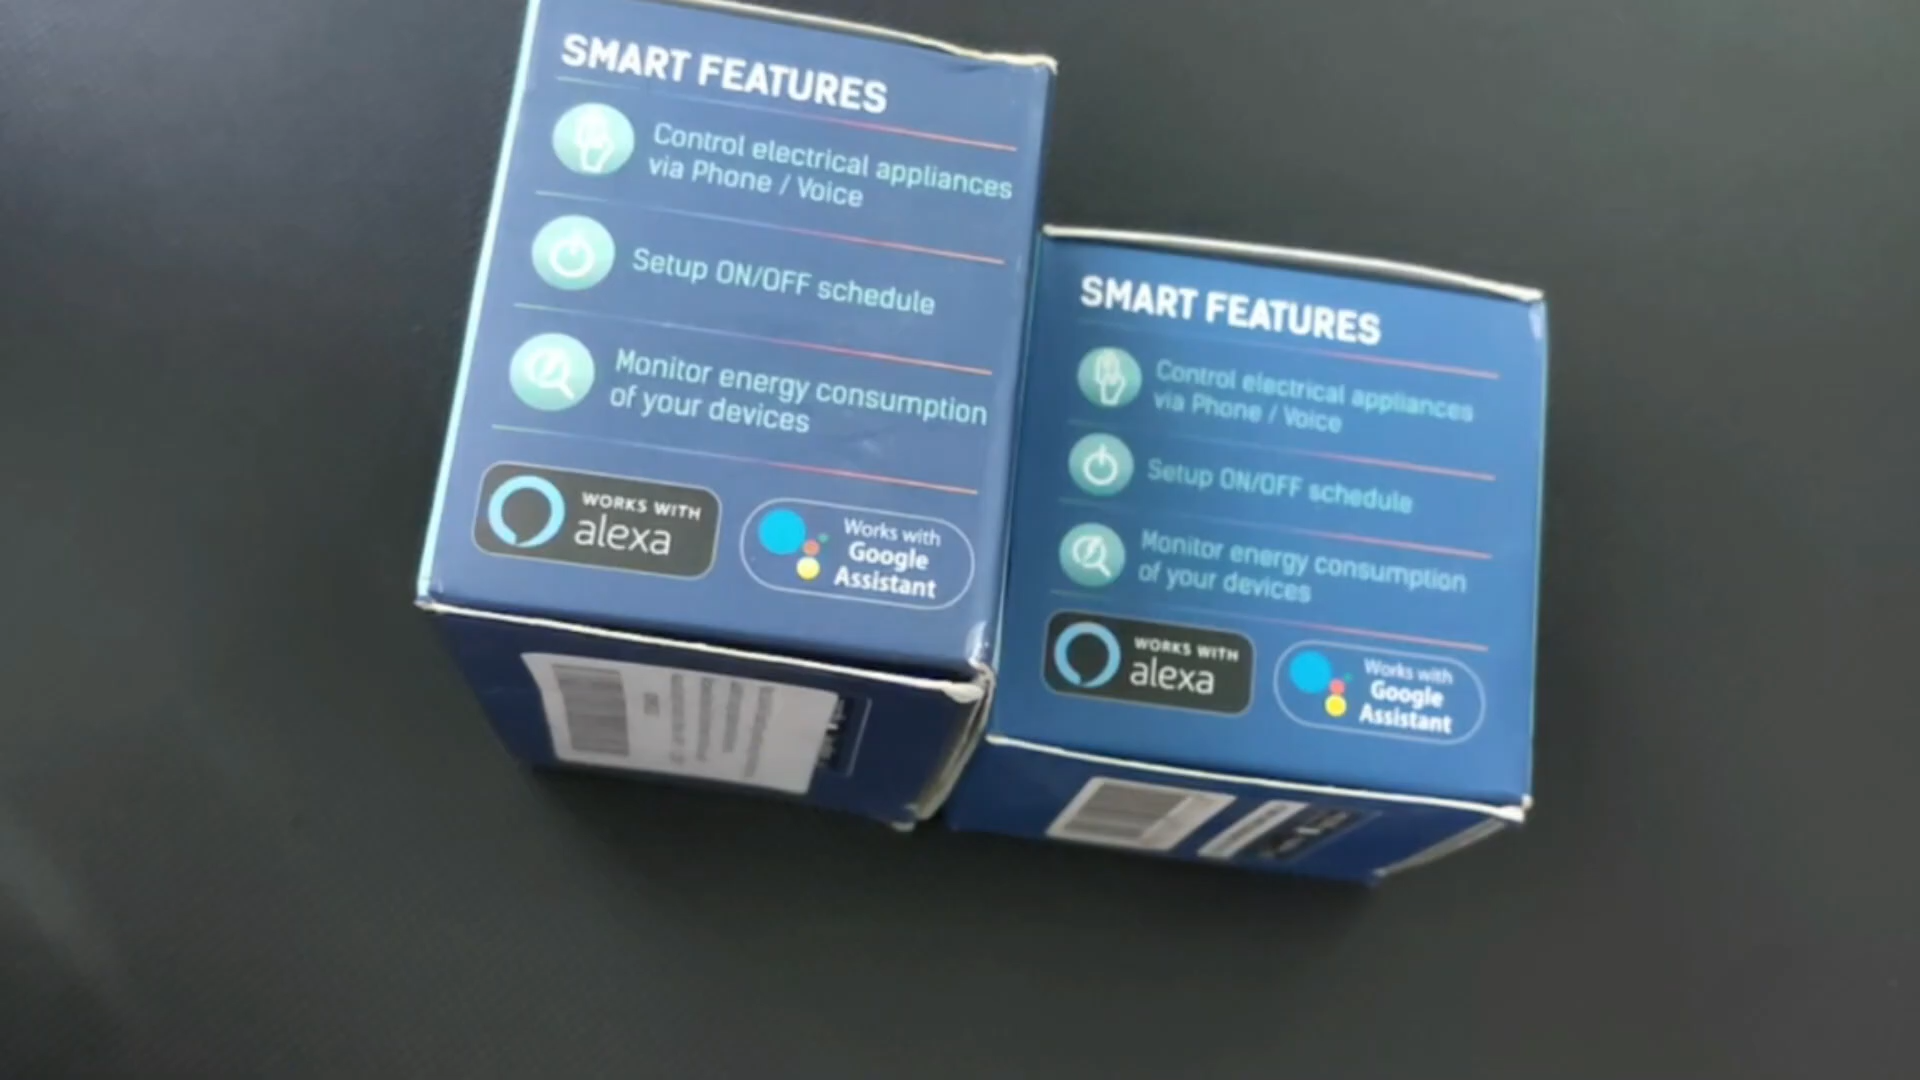 SMART FEATURES
Control electrical appliances
via Phone / Voice
Setup ON/OFF schedule
Monitor energy consumption
of your devices
WORKS WITH
alexa
Works with
Google
Assistant
SMART FEATURES
Control electrical appliances
via Phone / Voice
Setup ON/OFF schedule
Monitor energy consumption
of your devices
WORKS WITH
alexa
Works with
Google
Assistant